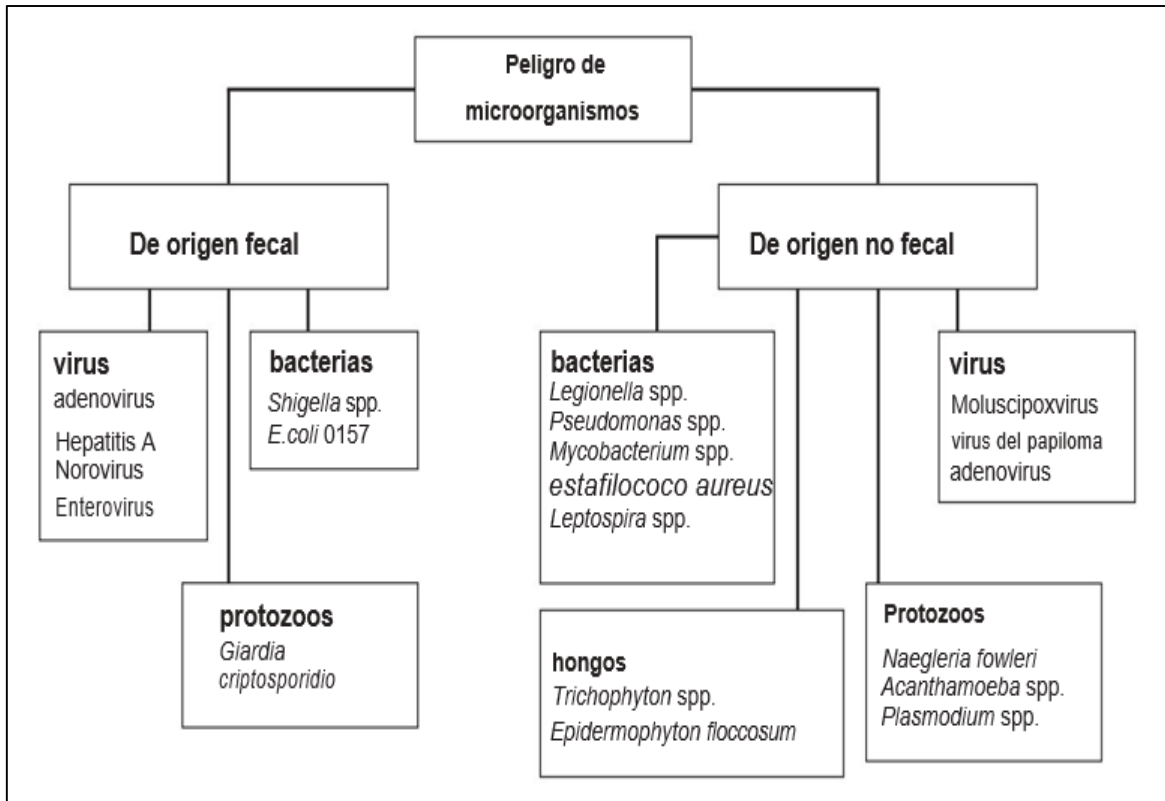 Peligro de
microorganismos
De origen fecal
De origen no fecal
virus
adenovirus
Hepatitis A
Norovirus
Enterovirus
bacterias
Shigella spp.
E.coli 0157
protozoos
Giardia
criptosporidio
bacterias
Legionella spp.
Pseudomonas spp.
Mycobacterium spp.
estafilococo aureus
Leptospira spp.
hongos
Trichophyton spp.
Epidermophyton floccosum
Protozoos
Naegleria fowleri
Acanthamoeba spp.
Plasmodium spp.
virus
Moluscipoxvirus
virus del papiloma
adenovirus